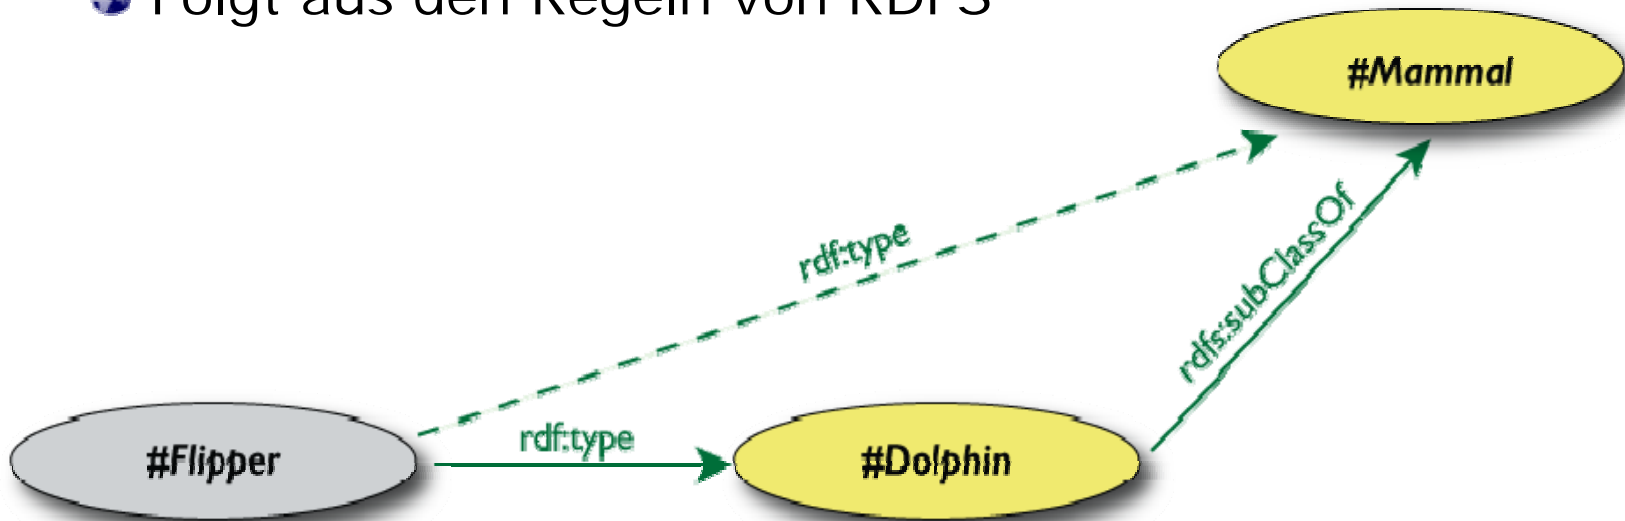 Folgt aus den Regeln von RDFS
#Mammal
rdf:type
rdfs:subClassOf
#Flipper
rdf:type
#Dolphin